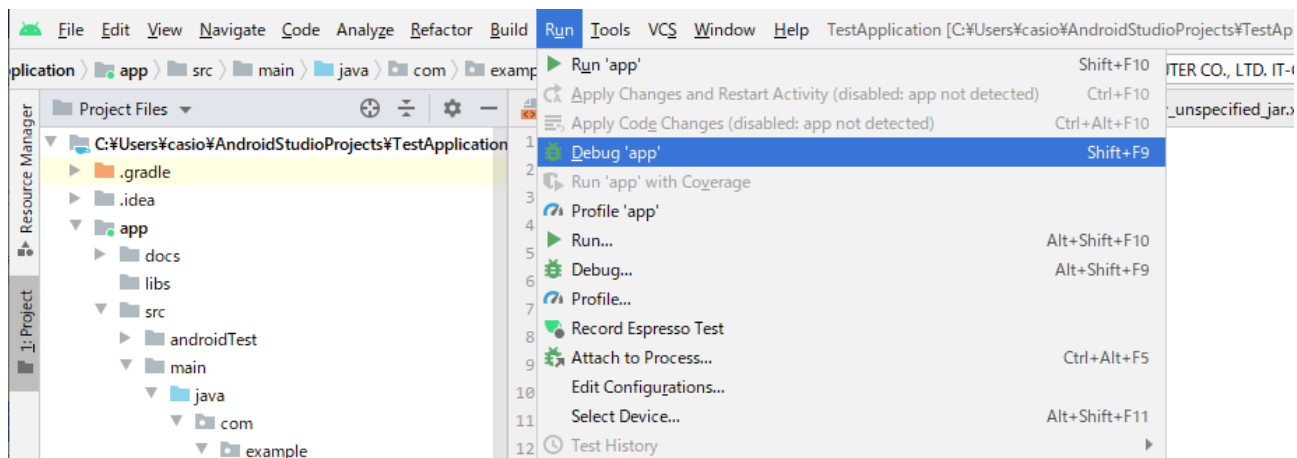 File Edit View Navigate Code Analyze Refactor Build Run Tools VCS Window Help TestApplication [C:¥Users¥casio¥AndroidStudioProjects¥TestAp
plication app src main java com examp
Run 'app' Shift+F10
TER CO., LTD. IT-
Resource Manager
1: Project
Project Files
C:¥Users¥casio¥AndroidStudioProjects¥TestApplication
.gradle
.idea
app
docs
libs
src
androidTest
main
java
com
example
1
2
3
4
5
6
7
8
9
10
11
12
Apply Changes and Restart Activity (disabled: app not detected) Ctrl+F10
Apply Code Changes (disabled: app not detected) Ctrl+Alt+F10
Debug 'app' Shift+F9
Run 'app' with Coverage
Profile 'app'
Run... Alt+Shift+F10
Debug... Alt+Shift+F9
Profile...
Record Espresso Test
Attach to Process... Ctrl+Alt+F5
Edit Configurations...
Select Device... Alt+Shift+F11
Test History
_unspecified_jar.x